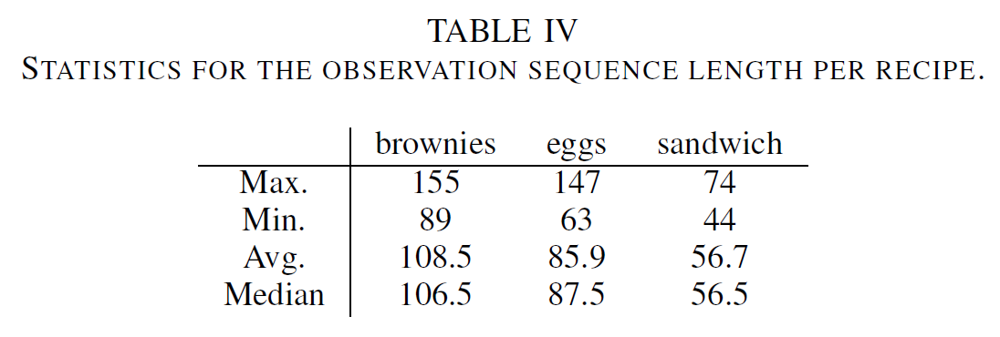 TABLE IV
STATISTICS FOR THE OBSERVATION SEQUENCE LENGTH PER RECIPE.
brownies eggs sandwich
Max. 155 147 74
Min. 89 63 44
Avg. 108.5 85.9 56.7
Median 106.5 87.5 56.5